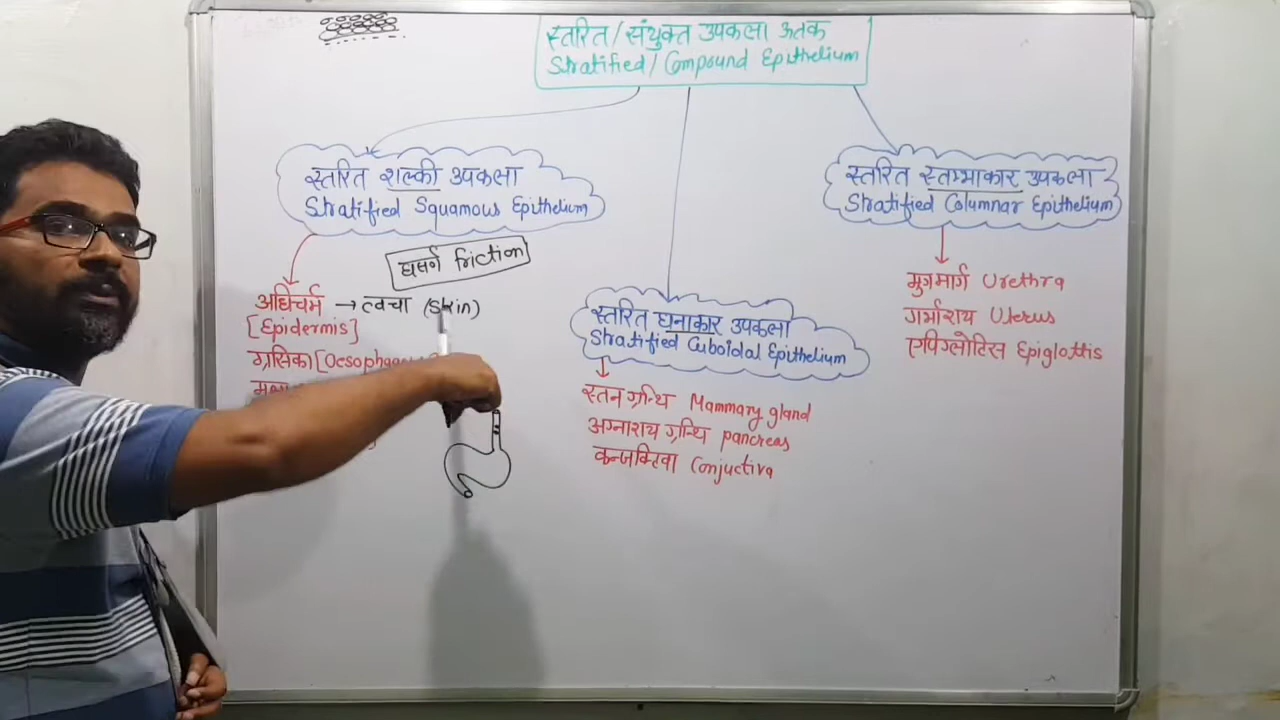 स्तरित/संयुक्त उपकला ऊतक
Stratified/Compound Epithelium
स्तरित शल्की उपकला
Stratified Squamous Epithelium
घर्षण friction
अधिचर्म → त्वचा (Skin)
[Epidermis]
ग्रसिका [Oesophag
स्तरित घनाकार उपकला
Stratified Cuboidal Epithelium
स्तन ग्रन्थि Mammary gland
अग्नाशय ग्रन्थि pancreas
कन्जक्टिवा Conjuctiva
स्तरित स्तम्भाकार उपकला
Stratified Columnar Epithelium
मुत्रमार्ग Urethra
गर्भाशय Uterus
एपिग्लोटिस Epiglottis